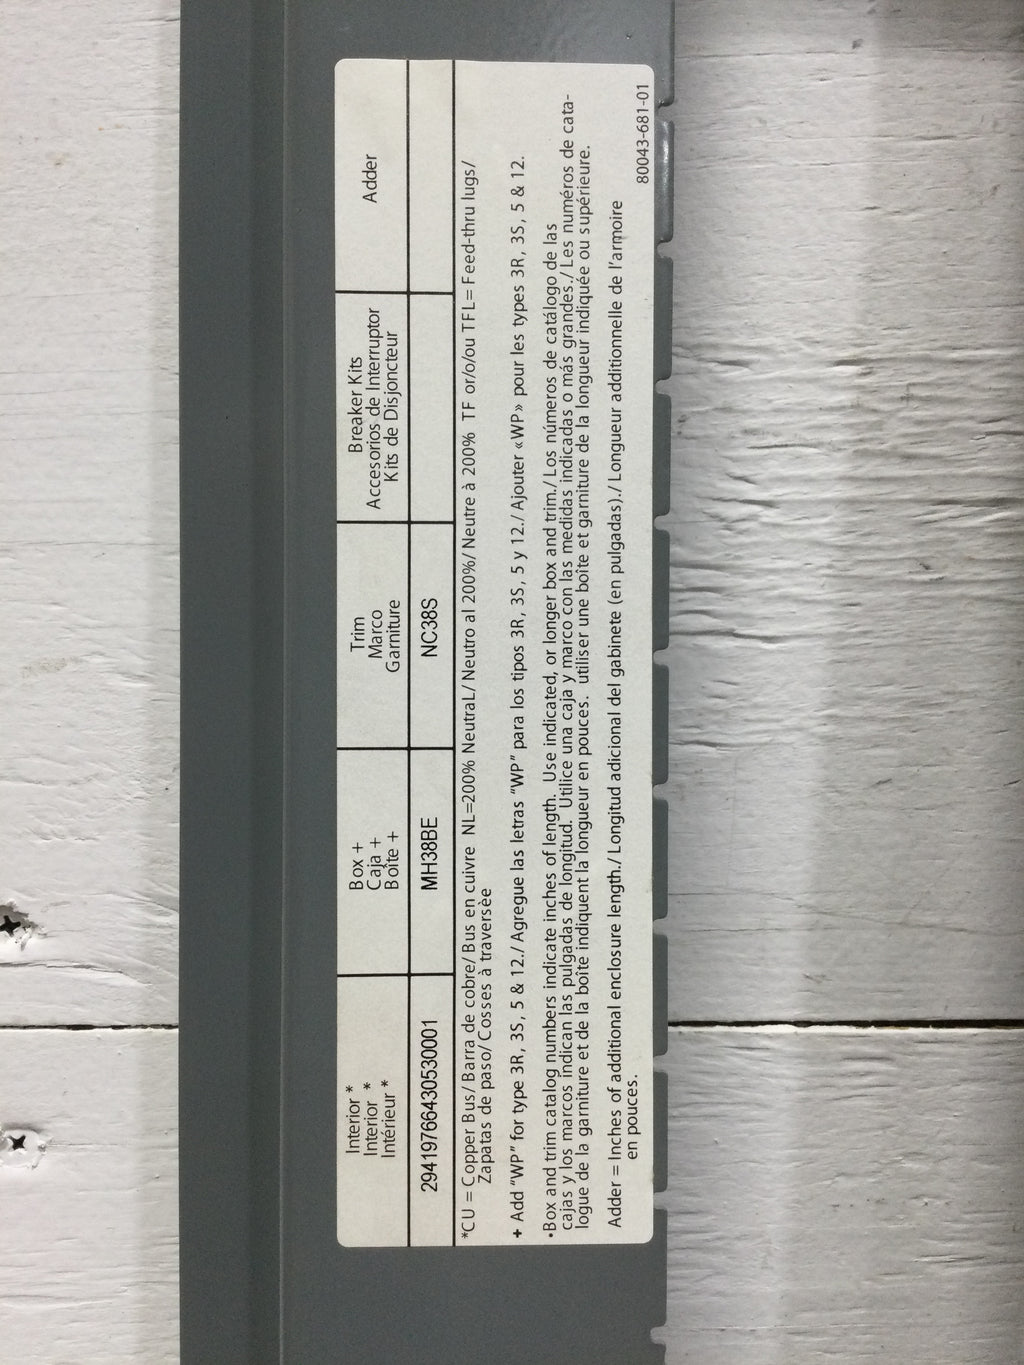 Interior *
Interior *
Intérieur *
Box +
Caja +
Boîte +
Trim
Marco
Garniture
Breaker Kits
Accesorios de Interruptor
Kits de Disjoncteur
Adder
29419766430530001
MH38BE
NC38S
*CU = Copper Bus/ Barra de cobre/ Bus en cuivre NL=200% NeutraL/ Neutro al 200%/ Neutre à 200% TF or/o/ou TFL= Feed-thru lugs/
Zapatas de paso/ Cosses à traversèe
+ Add "WP" for type 3R, 3S, 5 & 12./ Agregue las letras "WP" para los tipos 3R, 3S, 5 y 12./ Ajouter «WP» pour les types 3R, 3S, 5 & 12.
•Box and trim catalog numbers indicate inches of length. Use indicated, or longer box and trim./ Los números de catálogo de las
cajas y los marcos indican las pulgadas de longitud. Utilice una caja y marco con las medidas indicadas o más grandes./ Les numéros de cata-
logue de la garniture et de la boîte indiquent la longueur en pouces. utiliser une boîte et garniture de la longueur indiquée ou supérieure.
Adder = Inches of additional enclosure length./ Longitud adicional del gabinete (en pulgadas)./ Longueur additionnelle de l'armoire
en pouces.
80043-681-01